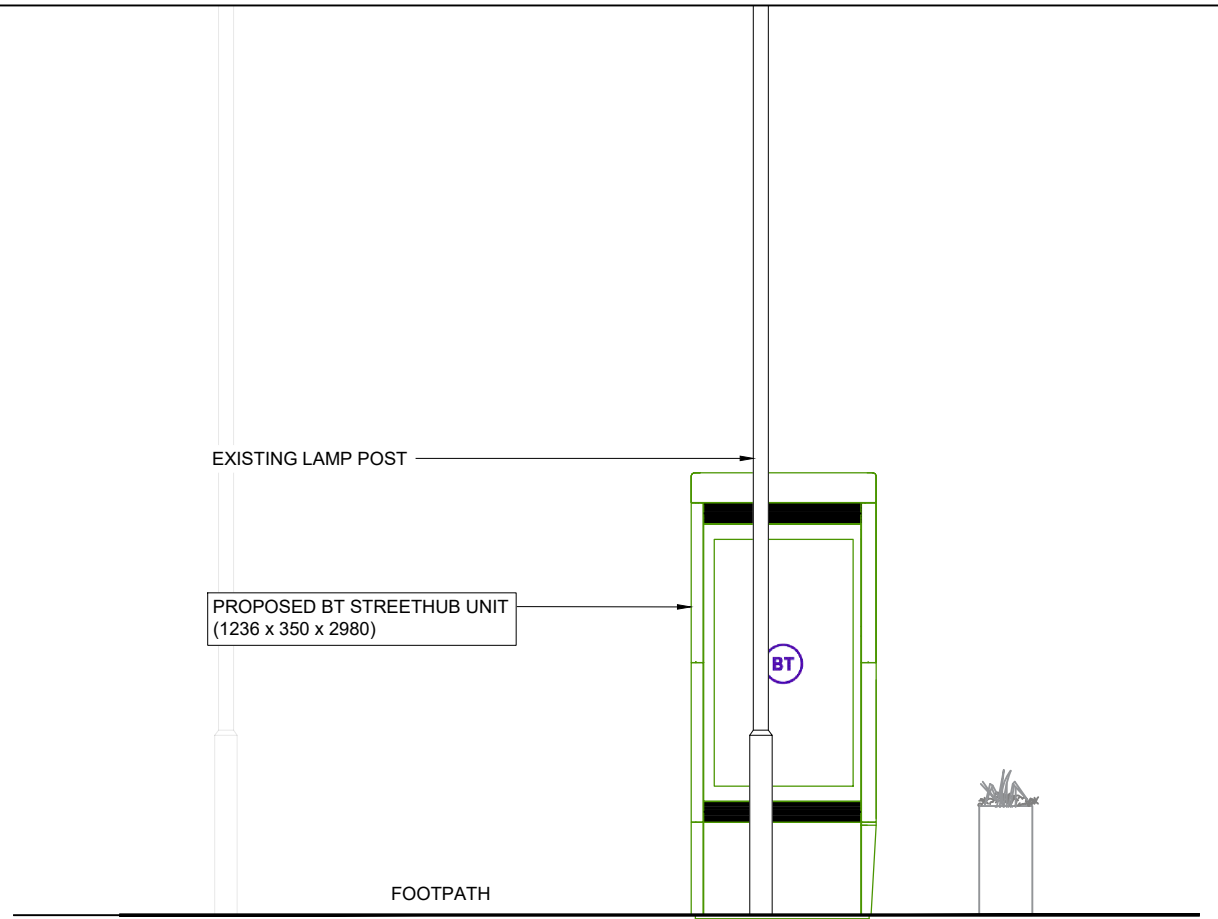 EXISTING LAMP POST
PROPOSED BT STREETHUB UNIT
(1236 x 350 x 2980)
BT
FOOTPATH